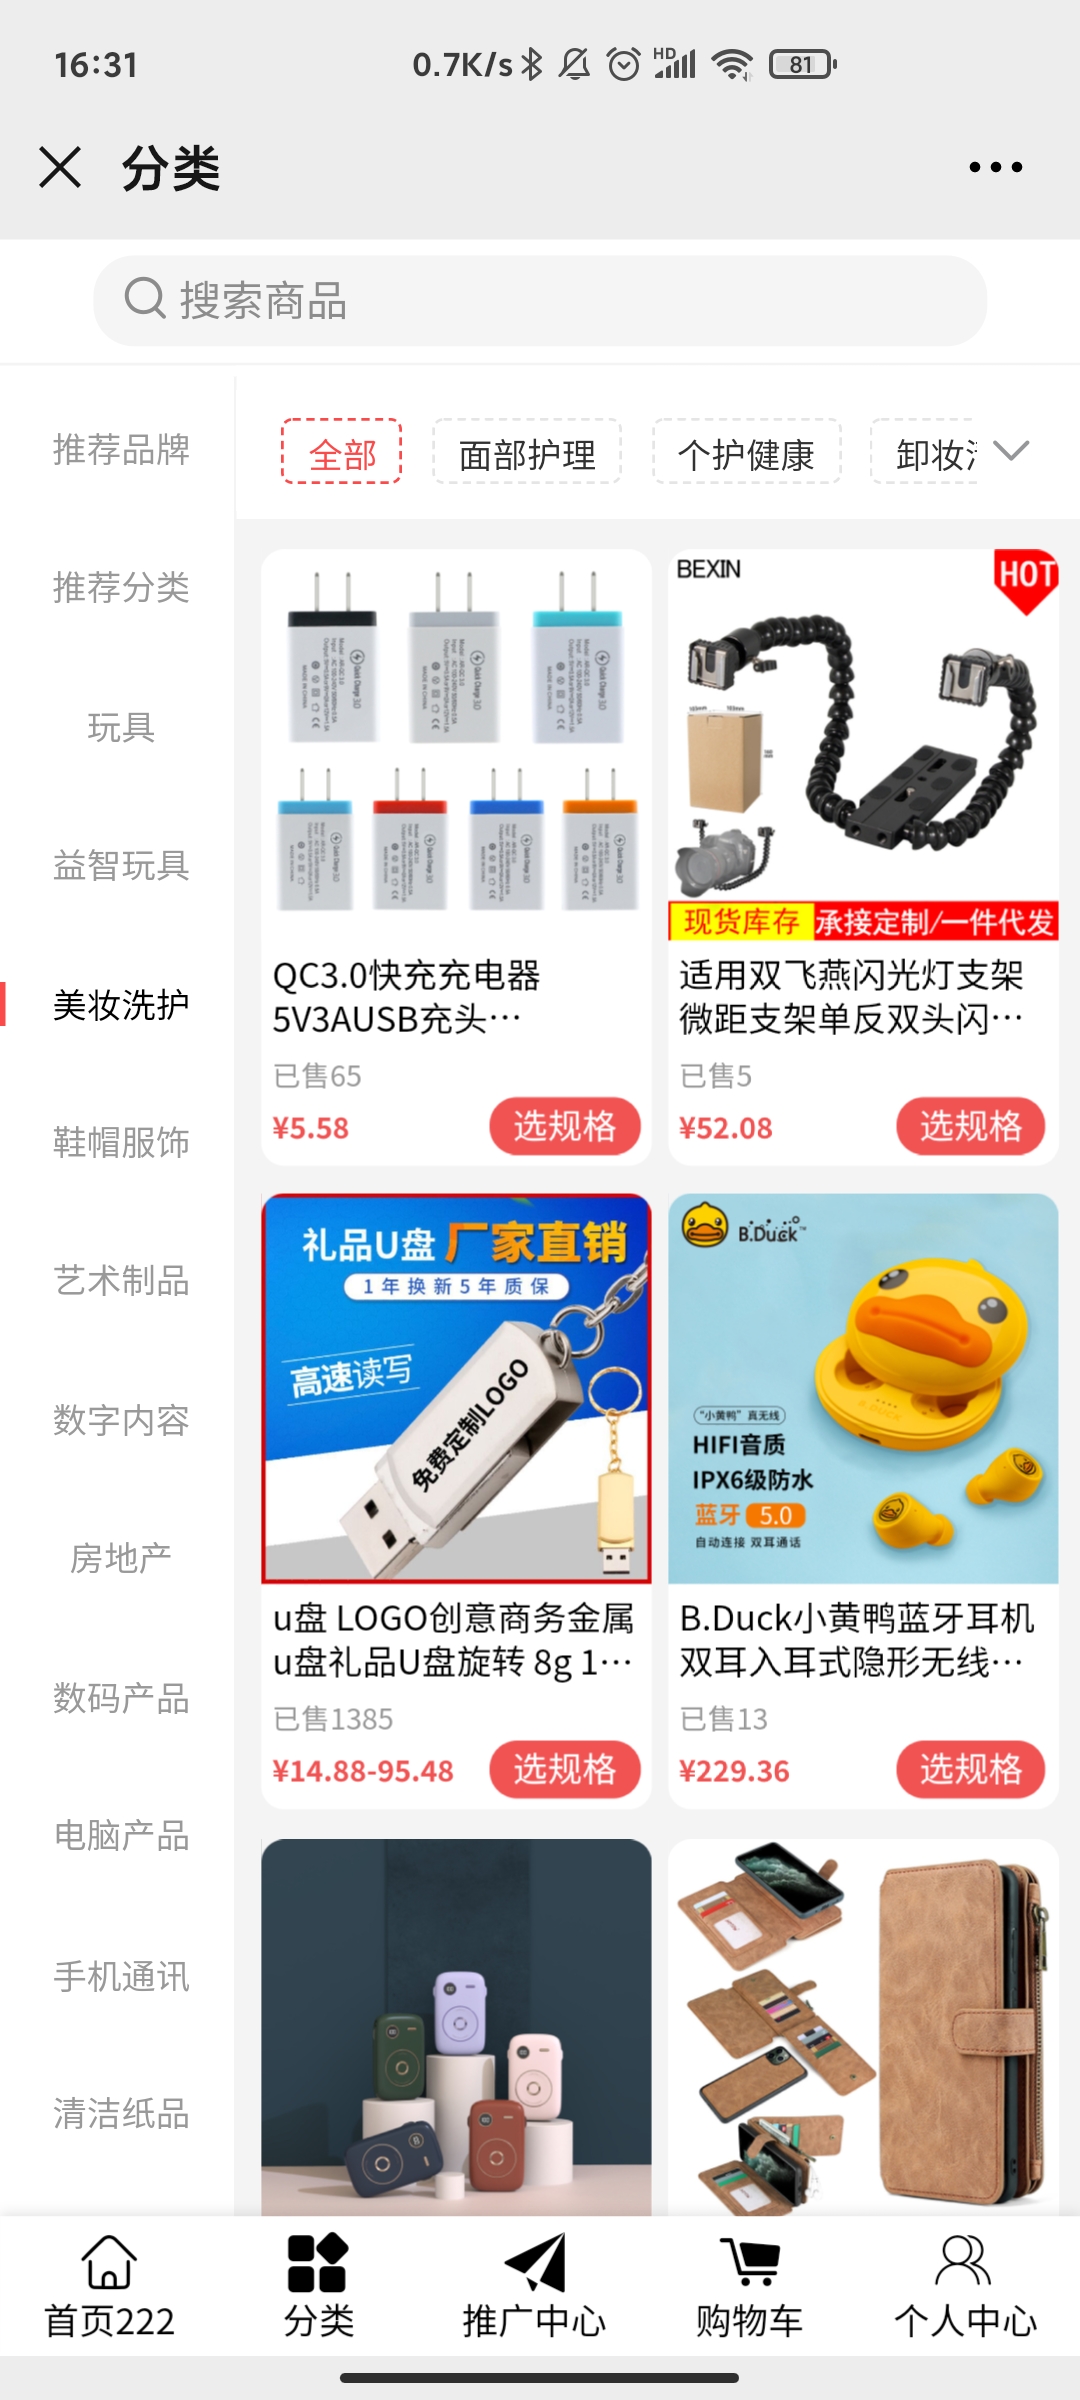 16:31
0.7K/s
HD
81
分类
搜索商品
推荐品牌
推荐分类
玩具
益智玩具
美妆洗护
鞋帽服饰
艺术制品
数字内容
房地产
数码产品
电脑产品
手机通讯
清洁纸品
全部
面部护理
个护健康
卸妆
Quick Charge 3.0
QC3.0快充充电器
5V3AUSB充头…
已售65
¥5.58
选规格
BEXIN
HOT
现货库存
承接定制/一件代发
适用双飞燕闪光灯支架
微距支架单反双头闪…
已售5
¥52.08
选规格
礼品U盘 厂家直销
1年换新5年质保
高速读写
免费定制LOGO
u盘 LOGO创意商务金属
u盘礼品U盘旋转 8g 1…
已售1385
¥14.88-95.48
选规格
B.Duck™
“小黄鸭”真无线
HIFI音质
IPX6级防水
蓝牙 5.0
自动连接 双耳通话
B.Duck小黄鸭蓝牙耳机
双耳入耳式隐形无线…
已售13
¥229.36
选规格
首页222
分类
推广中心
购物车
个人中心